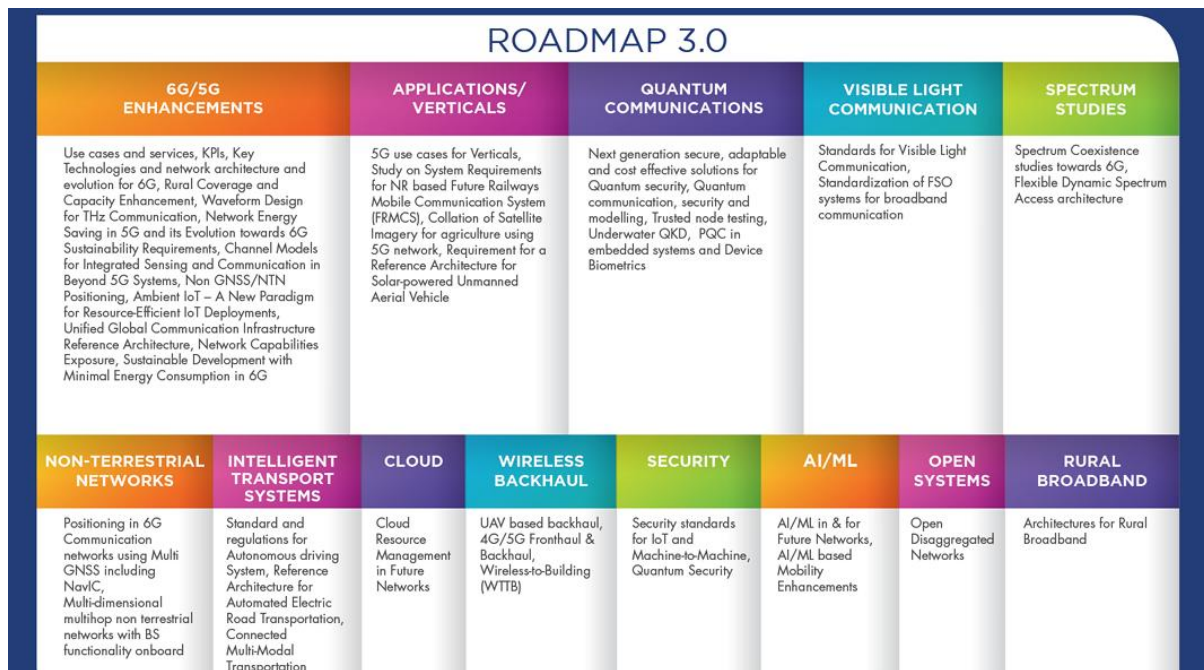 ROADMAP 3.0
6G/5G
ENHANCEMENTS
Use cases and services, KPIs, Key
Technologies and network architecture and
evolution for 6G, Rural Coverage and
Capacity Enhancement, Waveform Design
for THz Communication, Network Energy
Saving in 5G and its Evolution towards 6G
Sustainability Requirements, Channel Models
for Integrated Sensing and Communication in
Beyond 5G Systems, Non GNSS/NTN
Positioning, Ambient IoT – A New Paradigm
for Resource-Efficient IoT Deployments,
Unified Global Communication Infrastructure
Reference Architecture, Network Capabilities
Exposure, Sustainable Development with
Minimal Energy Consumption in 6G
APPLICATIONS/
VERTICALS
5G use cases for Verticals,
Study on System Requirements
for NR based Future Railways
Mobile Communication System
(FRMCS), Collation of Satellite
Imagery for agriculture using
5G network, Requirement for a
Reference Architecture for
Solar-powered Unmanned
Aerial Vehicle
QUANTUM
COMMUNICATIONS
Next generation secure, adaptable
and cost effective solutions for
Quantum security, Quantum
communication, security and
modelling, Trusted node testing,
Underwater QKD, PQC in
embedded systems and Device
Biometrics
VISIBLE LIGHT
COMMUNICATION
Standards for Visible Light
Communication,
Standardization of FSO
systems for broadband
communication
SPECTRUM
STUDIES
Spectrum Coexistence
studies towards 6G,
Flexible Dynamic Spectrum
Access architecture
NON-TERRESTRIAL
NETWORKS
Positioning in 6G
Communication
networks using Multi
GNSS including
NavIC,
Multi-dimensional
multihop non terrestrial
networks with BS
functionality onboard
INTELLIGENT
TRANSPORT
SYSTEMS
Standard and
regulations for
Autonomous driving
System, Reference
Architecture for
Automated Electric
Road Transportation,
Connected
Multi-Modal
Transportation
CLOUD
Cloud
Resource
Management
in Future
Networks
WIRELESS
BACKHAUL
UAV based backhaul,
4G/5G Fronthaul &
Backhaul,
Wireless-to-Building
(WTTB)
SECURITY
Security standards
for IoT and
Machine-to-Machine,
Quantum Security
AI/ML
AI/ML in & for
Future Networks,
AI/ML based
Mobility
Enhancements
OPEN
SYSTEMS
Open
Disaggregated
Networks
RURAL
BROADBAND
Architectures for Rural
Broadband